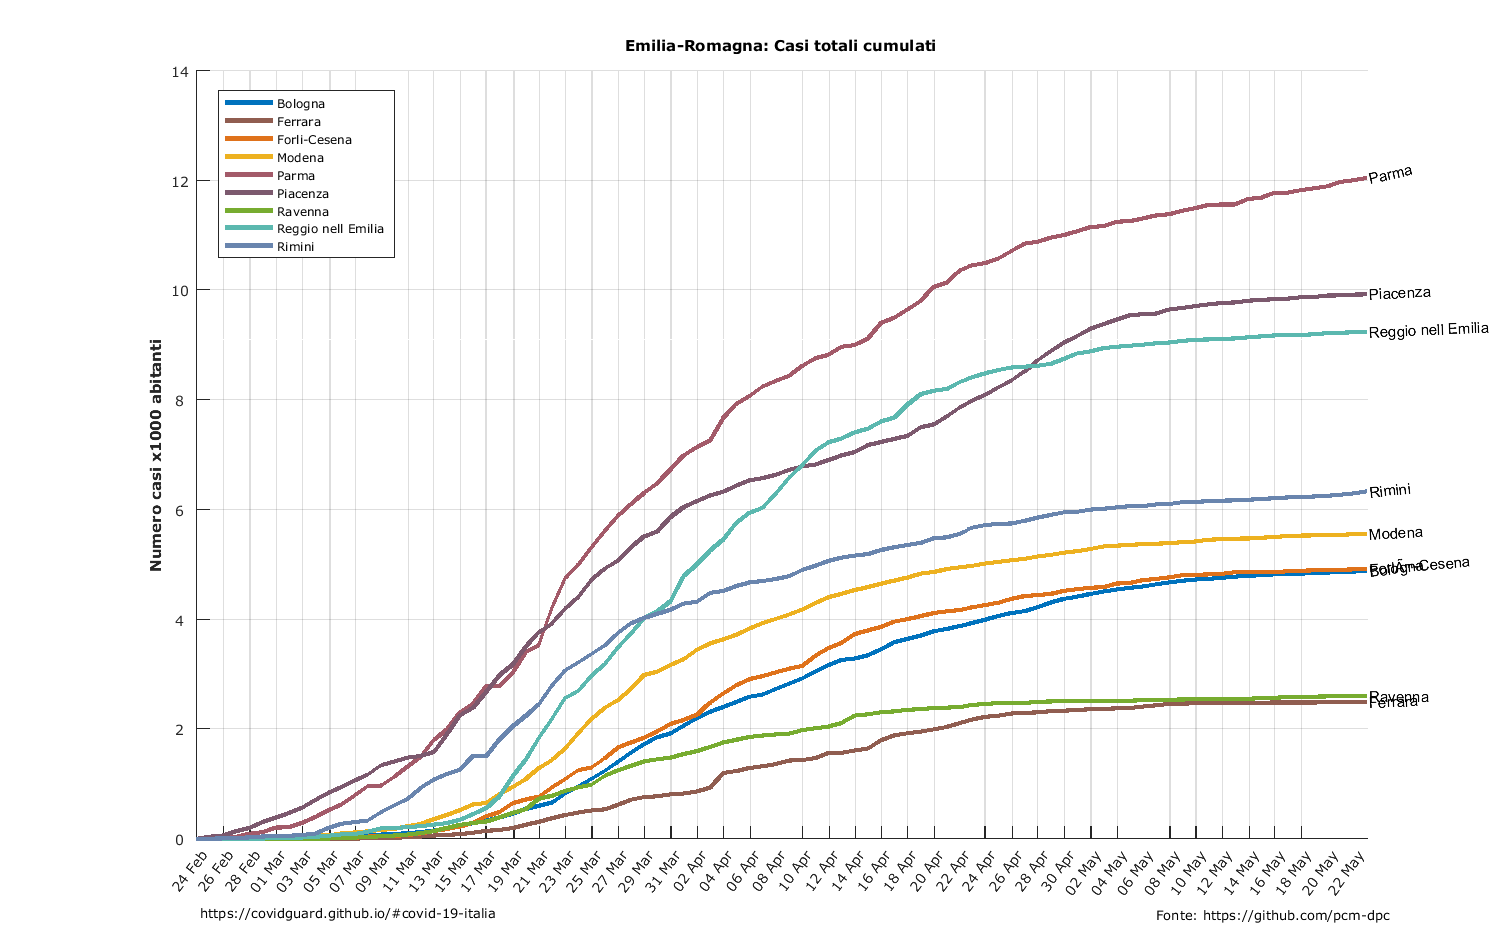 Emilia-Romagna: Casi totali cumulati
14
12
10
8
6
4
2
0
Numero casi x1000 abitanti
Bologna
Ferrara
Forli-Cesena
Modena
Parma
Piacenza
Ravenna
Reggio nell Emilia
Rimini
Parma
Piacenza
Reggio nell Emilia
Rimini
Modena
Bologna
Ravenna
Ferrara
24 Feb
26 Feb
28 Feb
01 Mar
03 Mar
05 Mar
07 Mar
09 Mar
11 Mar
13 Mar
15 Mar
17 Mar
19 Mar
21 Mar
23 Mar
25 Mar
27 Mar
29 Mar
31 Mar
02 Apr
04 Apr
06 Apr
08 Apr
10 Apr
12 Apr
14 Apr
16 Apr
18 Apr
20 Apr
22 Apr
24 Apr
26 Apr
28 Apr
30 Apr
02 May
04 May
06 May
08 May
10 May
12 May
14 May
16 May
18 May
20 May
22 May
https://covidguard.github.io/#covid-19-italia
Fonte: https://github.com/pcm-dpc